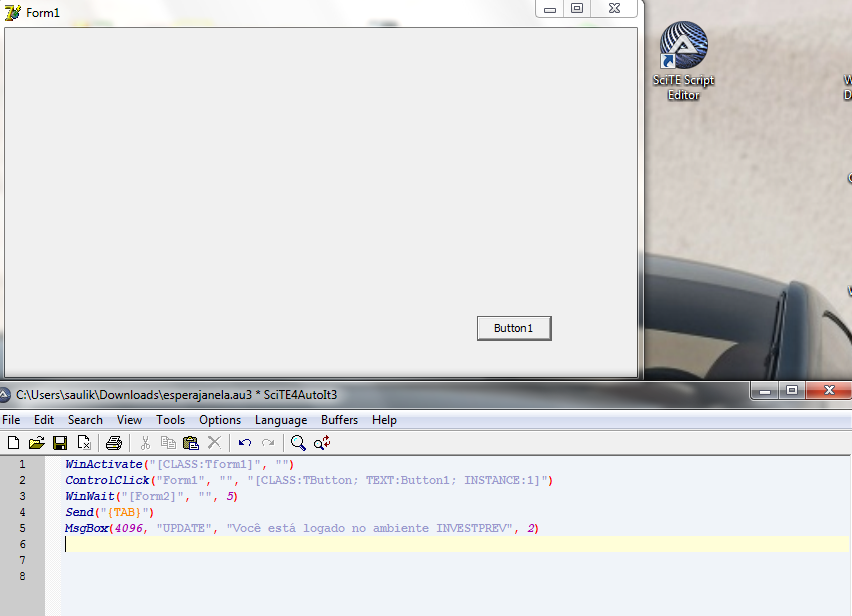 Form1
SciTE Script
Editor
Button1
C:\Users\saulik\Downloads\esperajanela.au3 * SciTE4AutoIt3
File Edit Search View Tools Options Language Buffers Help
1 WinActivate("[CLASS:Tform1]", "")
2 ControlClick("Form1", "", "[CLASS:TButton; TEXT:Button1; INSTANCE:1]")
3 WinWait("[Form2]", "", 5)
4 Send("{TAB}")
5 MsgBox(4096, "UPDATE", "Você está logado no ambiente INVESTPREV", 2)
6
7
8